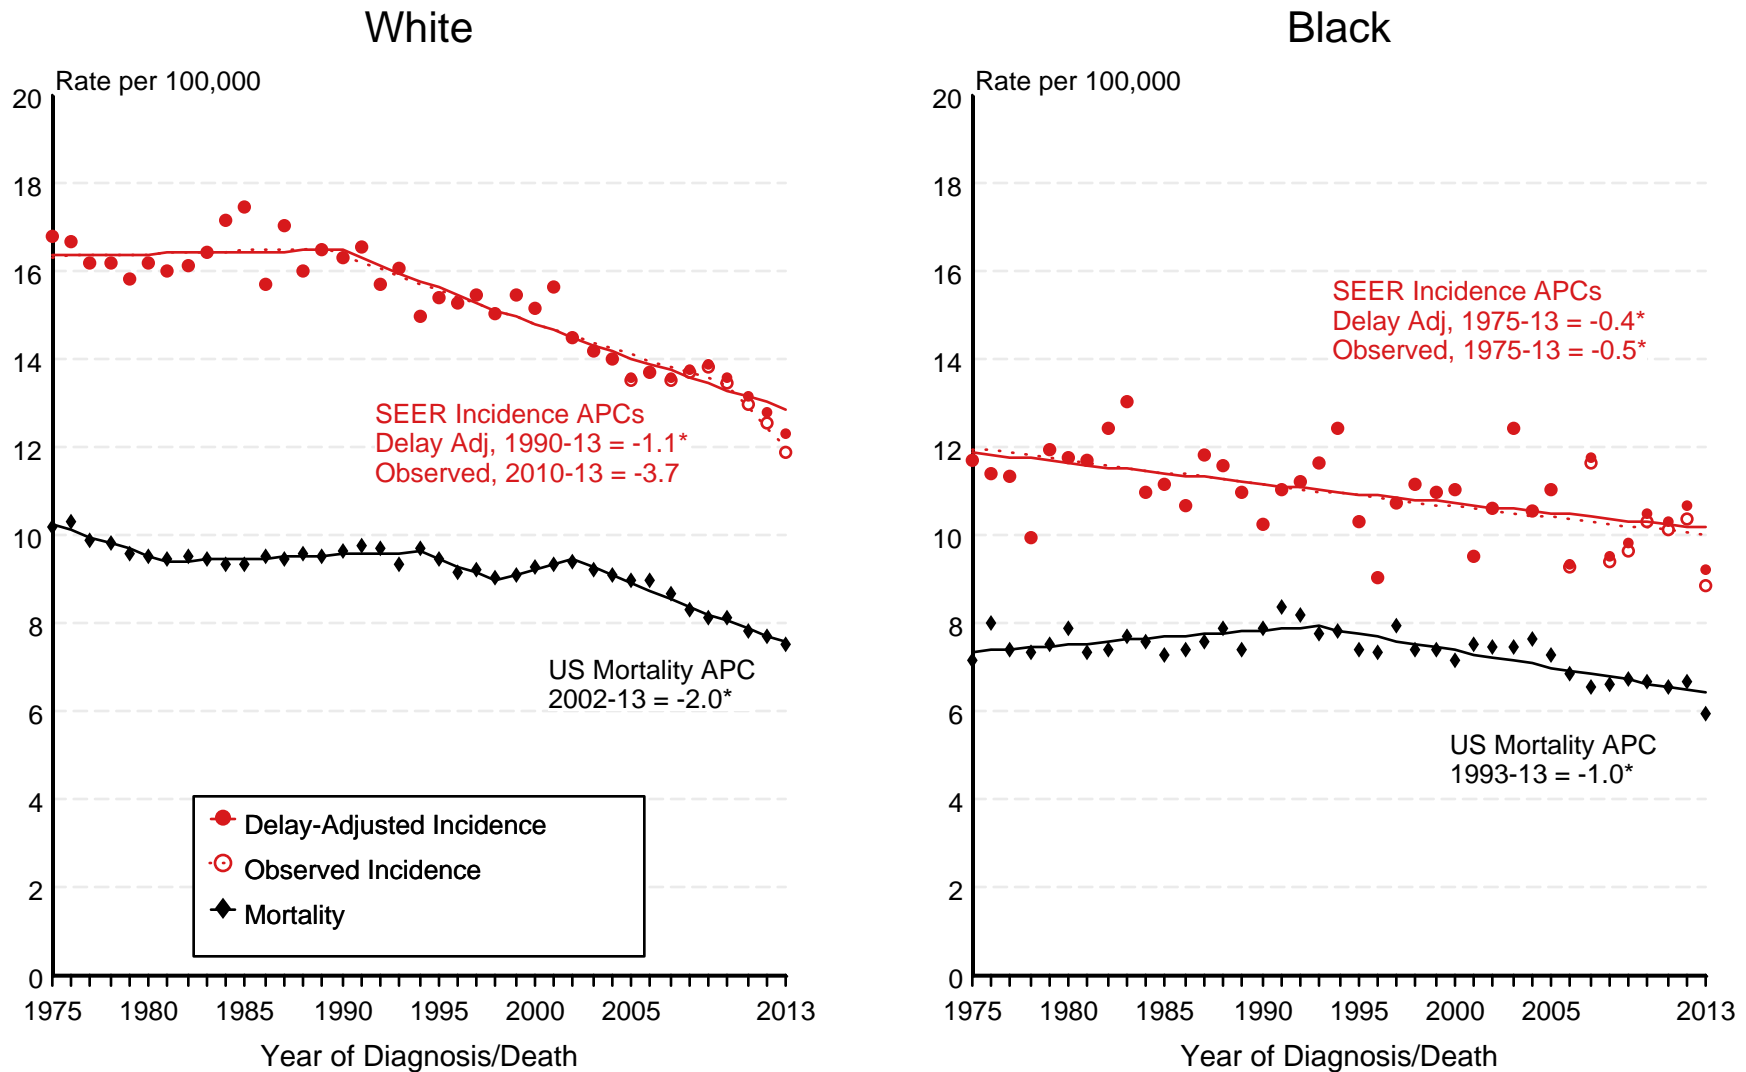 White
Rate per 100,000
20
18
16
14
12
10
8
6
4
2
0
SEER Incidence APCs
Delay Adj, 1990-13 = -1.1*
Observed, 2010-13 = -3.7
US Mortality APC
2002-13 = -2.0*
Delay-Adjusted Incidence
Observed Incidence
Mortality
1975 1980 1985 1990 1995 2000 2005 2013
Year of Diagnosis/Death
Black
Rate per 100,000
20
18
16
14
12
10
8
6
4
2
0
SEER Incidence APCs
Delay Adj, 1975-13 = -0.4*
Observed, 1975-13 = -0.5*
US Mortality APC
1993-13 = -1.0*
1975 1980 1985 1990 1995 2000 2005 2013
Year of Diagnosis/Death